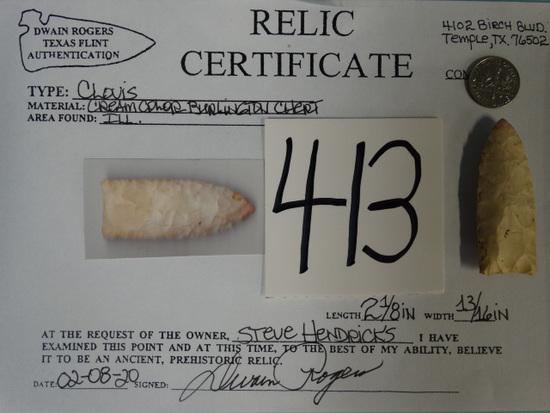 DWAIN ROGERS
TEXAS FLINT
AUTHENTICATION
RELIC
CERTIFICATE
4102 BIRCH BLVD.
Temple, TX. 76502
TYPE: Clovis
MATERIAL: CREAM COLOR BURLINGTON CHERT
AREA FOUND: ILL.
413
LENGTH 2 1/8 IN WIDTH 13/16 IN
AT THE REQUEST OF THE OWNER, STEVE HENDRICKS I HAVE
EXAMINED THIS POINT AND AT THIS TIME, TO THE BEST OF MY ABILITY, BELIEVE
IT TO BE AN ANCIENT, PREHISTORIC RELIC.
DATE: 02-08-20 SIGNED: Dwain Rogers